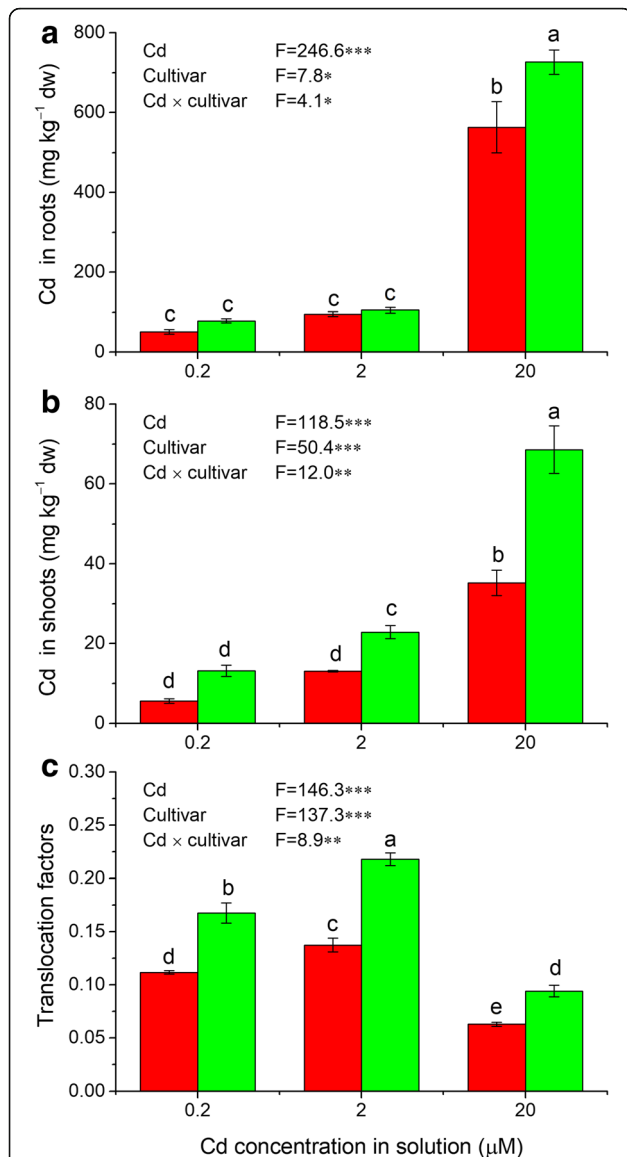 a
Cd F=246.6***
Cultivar F=7.8*
Cd × cultivar F=4.1*
Cd in roots (mg kg⁻¹ dw)
800
600
400
200
0
c c c c b a
0.2 2 20
b
Cd F=118.5***
Cultivar F=50.4***
Cd × cultivar F=12.0**
Cd in shoots (mg kg⁻¹ dw)
80
60
40
20
0
d d d c b a
0.2 2 20
c
Cd F=146.3***
Cultivar F=137.3***
Cd × cultivar F=8.9**
Translocation factors
0.30
0.25
0.20
0.15
0.10
0.05
0.00
d b c a e d
0.2 2 20
Cd concentration in solution (μM)